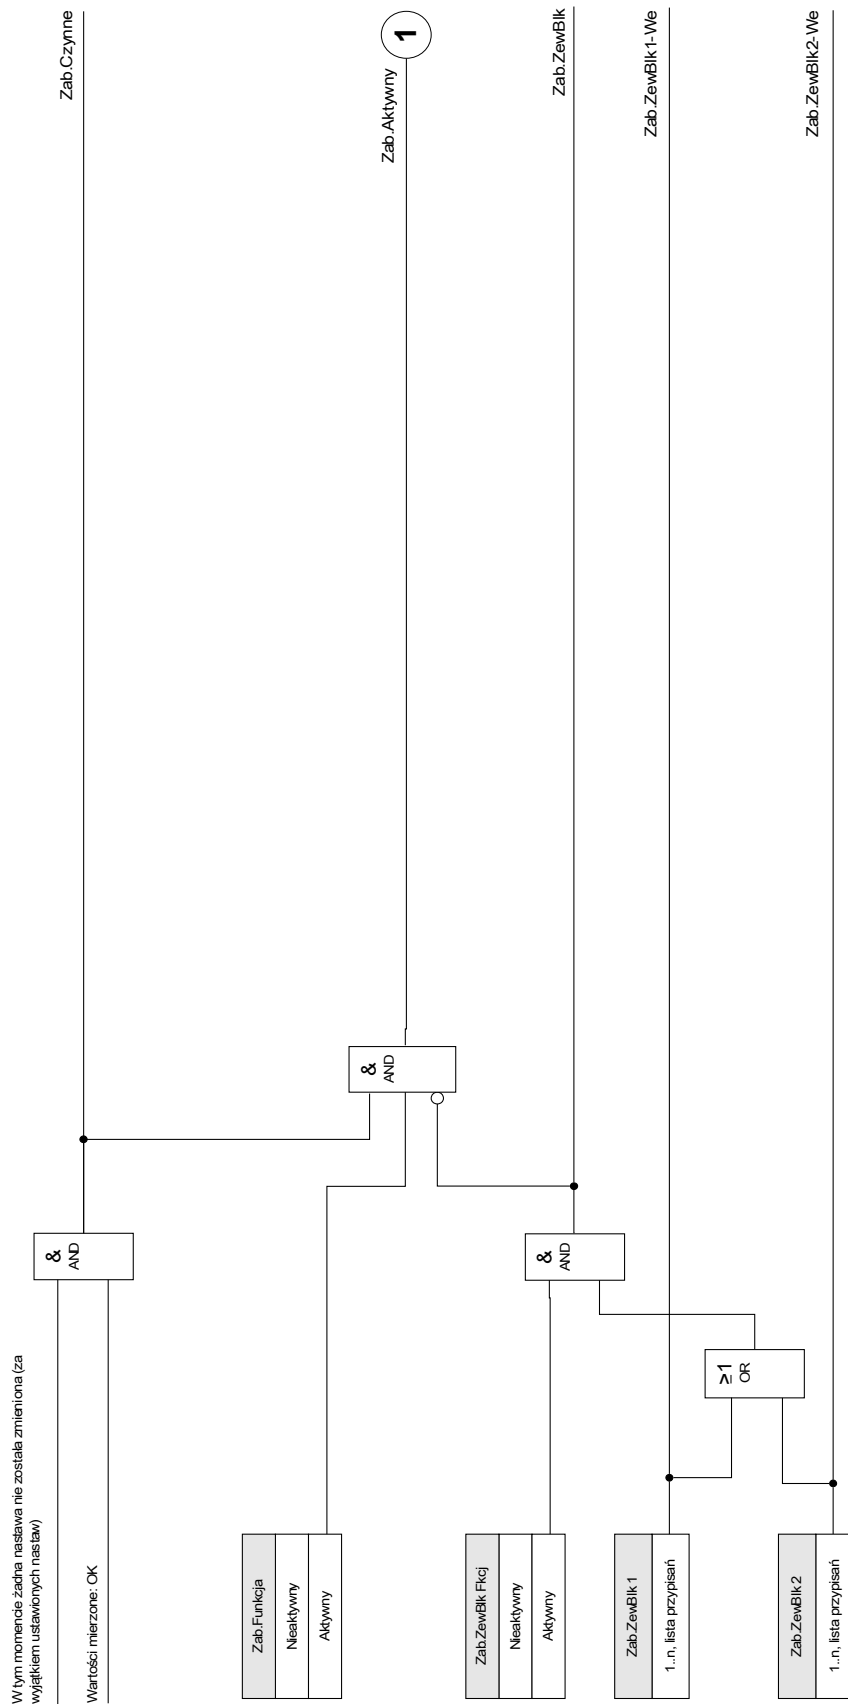 W tym momencie żadna nastawa nie została zmieniona (za
wyjątkiem ustawionych nastaw)
Wartości mierzone: OK
&
AND
Zab.Czynne
Zab.Funkcja
Nieaktywny
Aktywny
&
AND
Zab.Aktywny
1
Zab.ZewBlk Fkcj
Nieaktywny
Aktywny
&
AND
Zab.ZewBlk
Zab.ZewBlk1
1..n, lista przypisań
Zab.ZewBlk1-We
≥1
OR
Zab.ZewBlk2
1..n, lista przypisań
Zab.ZewBlk2-We